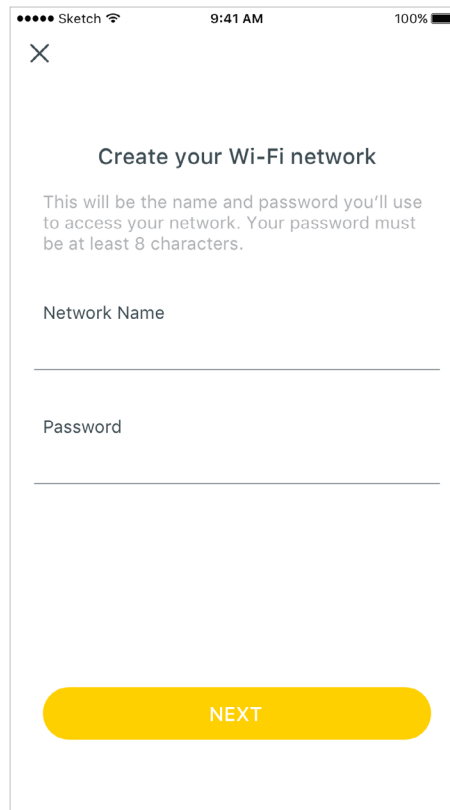 Sketch 9:41 AM 100%
Create your Wi-Fi network
This will be the name and password you'll use
to access your network. Your password must
be at least 8 characters.
Network Name
Password
NEXT